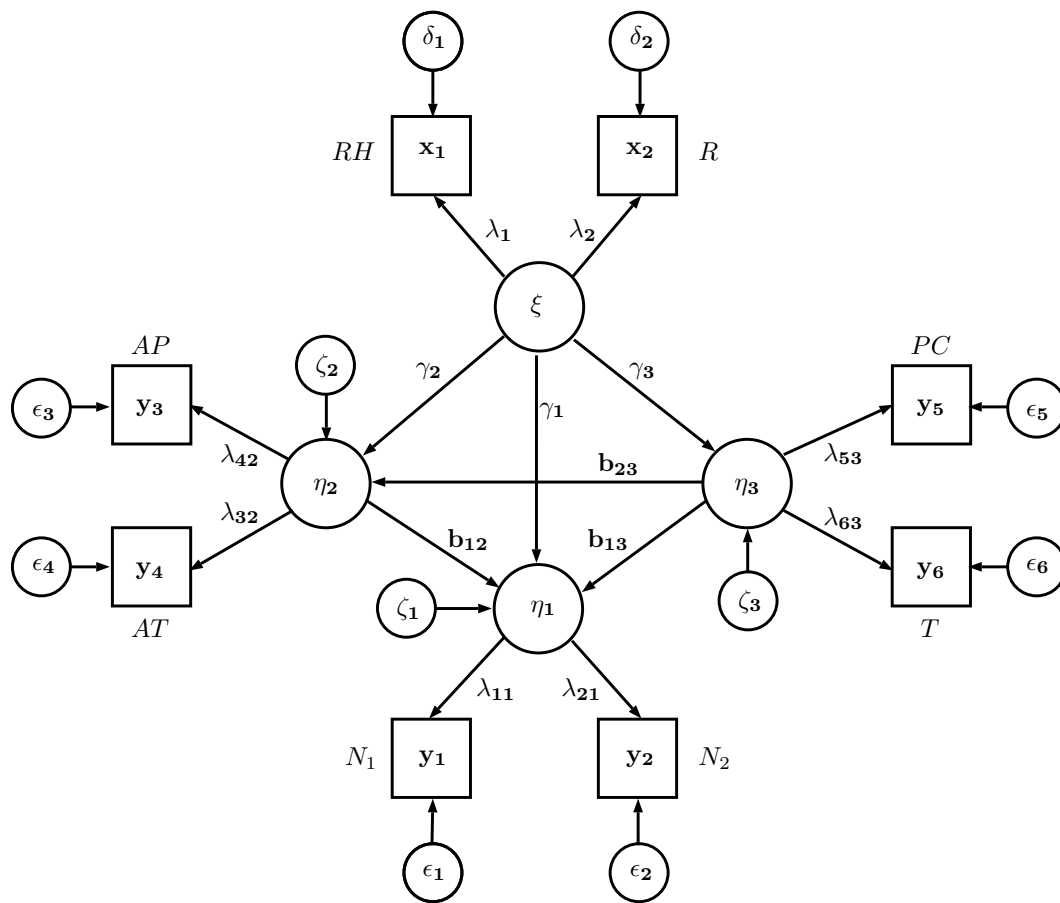 δ₁ δ₂
RH x₁ x₂ R
λ₁ λ₂
ξ
AP ζ₂ γ₂ γ₃ PC
ϵ₃ y₃ γ₁ y₅ ϵ₅
λ₄₂ b₂₃ λ₅₃
η₂ η₃
λ₃₂ λ₆₃
ϵ₄ y₄ b₁₂ b₁₃ y₆ ϵ₆
AT ζ₁ η₁ ζ₃ T
λ₁₁ λ₂₁
N₁ y₁ y₂ N₂
ϵ₁ ϵ₂